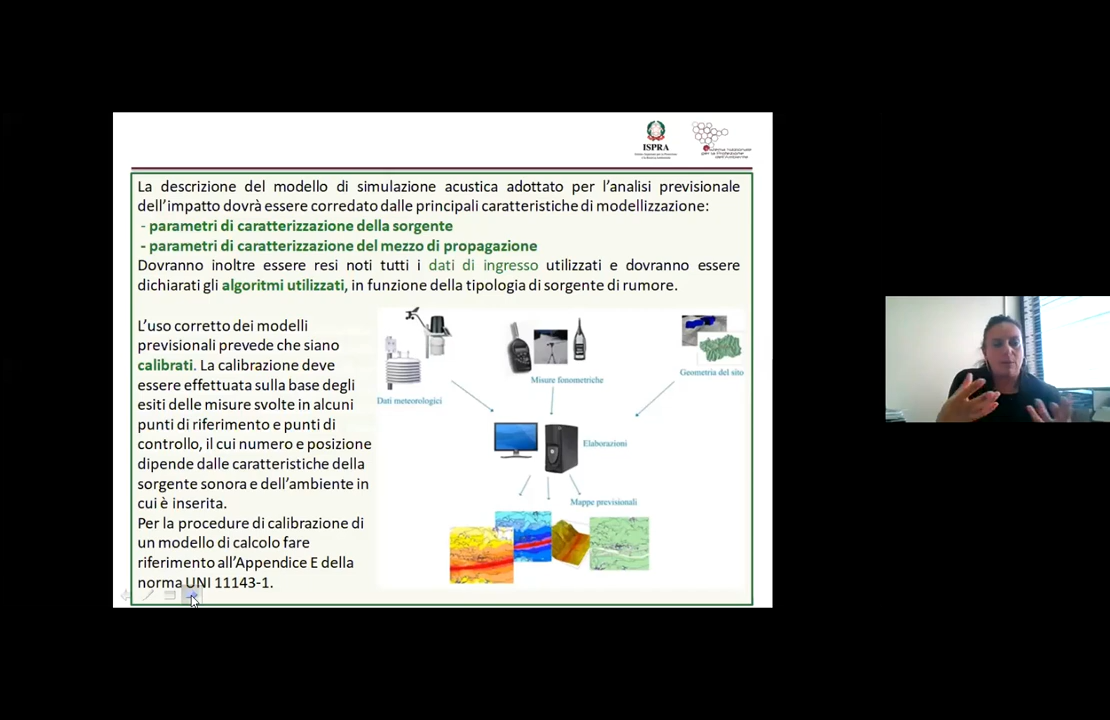 ISPRA
La descrizione del modello di simulazione acustica adottato per l'analisi previsionale
dell'impatto dovrà essere corredato dalle principali caratteristiche di modellizzazione:
- parametri di caratterizzazione della sorgente
- parametri di caratterizzazione del mezzo di propagazione
Dovranno inoltre essere resi noti tutti i dati di ingresso utilizzati e dovranno essere
dichiarati gli algoritmi utilizzati, in funzione della tipologia di sorgente di rumore.
L'uso corretto dei modelli
previsionali prevede che siano
calibrati. La calibrazione deve
essere effettuata sulla base degli
esiti delle misure svolte in alcuni
punti di riferimento e punti di
controllo, il cui numero e posizione
dipende dalle caratteristiche della
sorgente sonora e dell'ambiente in
cui è inserita.
Per la procedure di calibrazione di
un modello di calcolo fare
riferimento all'Appendice E della
norma UNI 11143-1.
Dati meteorologici
Misure fonometriche
Geometria del sito
Elaborazioni
Mappe previsionali